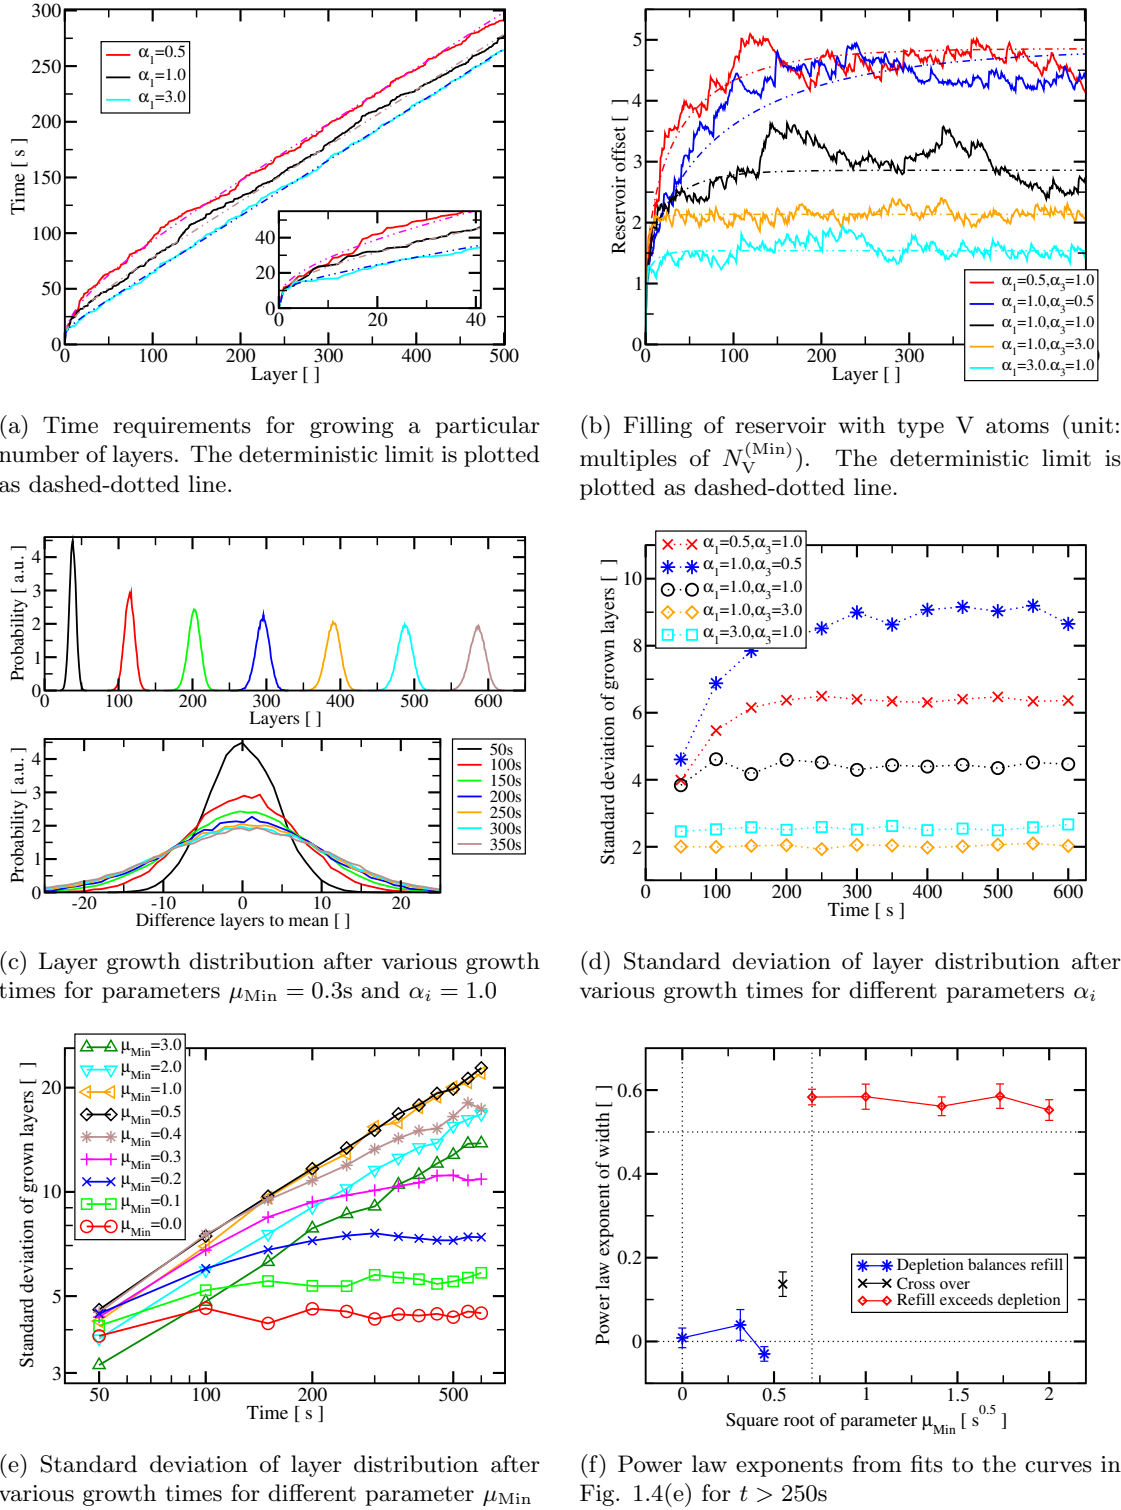 300
250
200
150
100
50
0
Time [ s ]
α1=0.5
α1=1.0
α1=3.0
40
20
0
0 20 40
0 100 200 300 400 500
Layer [ ]
(a) Time requirements for growing a particular
number of layers. The deterministic limit is plotted
as dashed-dotted line.
5
4
3
2
1
0
Reservoir offset [ ]
α1=0.5,α3=1.0
α1=1.0,α3=0.5
α1=1.0,α3=1.0
α1=1.0,α3=3.0
α1=3.0.α3=1.0
0 100 200 300
Layer [ ]
(b) Filling of reservoir with type V atoms (unit:
multiples of N_V^(Min)). The deterministic limit is
plotted as dashed-dotted line.
4
3
2
1
0
Probability [ a.u. ]
0 100 200 300 400 500 600
Layers [ ]
4
3
2
1
0
Probability [ a.u. ]
50s
100s
150s
200s
250s
300s
350s
-20 -10 0 10 20
Difference layers to mean [ ]
(c) Layer growth distribution after various growth
times for parameters μMin = 0.3s and αi = 1.0
α1=0.5,α3=1.0
α1=1.0,α3=0.5
α1=1.0,α3=1.0
α1=1.0,α3=3.0
α1=3.0,α3=1.0
10
8
6
4
2
Standard deviation of grown layers [ ]
0 100 200 300 400 500 600
Time [ s ]
(d) Standard deviation of layer distribution after
various growth times for different parameters αi
μMin=3.0
μMin=2.0
μMin=1.0
μMin=0.5
μMin=0.4
μMin=0.3
μMin=0.2
μMin=0.1
μMin=0.0
20
10
5
3
Standard deviation of grown layers [ ]
50 100 200 500
Time [ s ]
(e) Standard deviation of layer distribution after
various growth times for different parameter μMin
0.6
0.4
0.2
0
Power law exponent of width [ ]
Depletion balances refill
Cross over
Refill exceeds depletion
0 0.5 1 1.5 2
Square root of parameter μMin [ s^0.5 ]
(f) Power law exponents from fits to the curves in
Fig. 1.4(e) for t > 250s